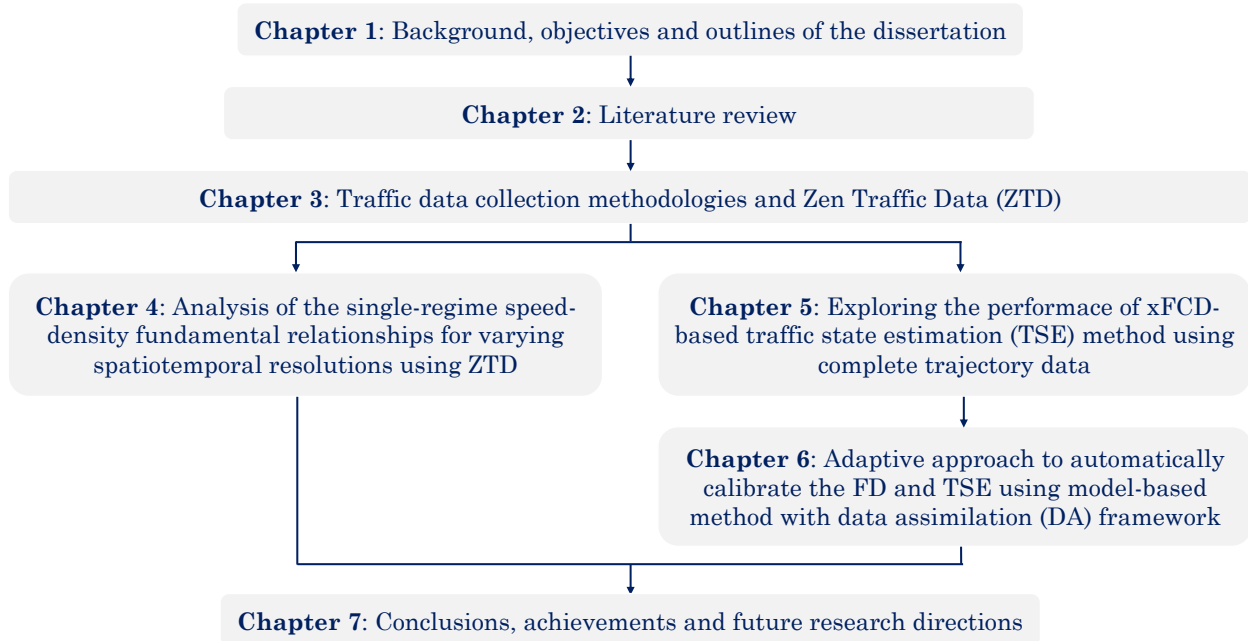 Chapter 1: Background, objectives and outlines of the dissertation
Chapter 2: Literature review
Chapter 3: Traffic data collection methodologies and Zen Traffic Data (ZTD)
Chapter 4: Analysis of the single-regime speed-
density fundamental relationships for varying
spatiotemporal resolutions using ZTD
Chapter 5: Exploring the performace of xFCD-
based traffic state estimation (TSE) method using
complete trajectory data
Chapter 6: Adaptive approach to automatically
calibrate the FD and TSE using model-based
method with data assimilation (DA) framework
Chapter 7: Conclusions, achievements and future research directions